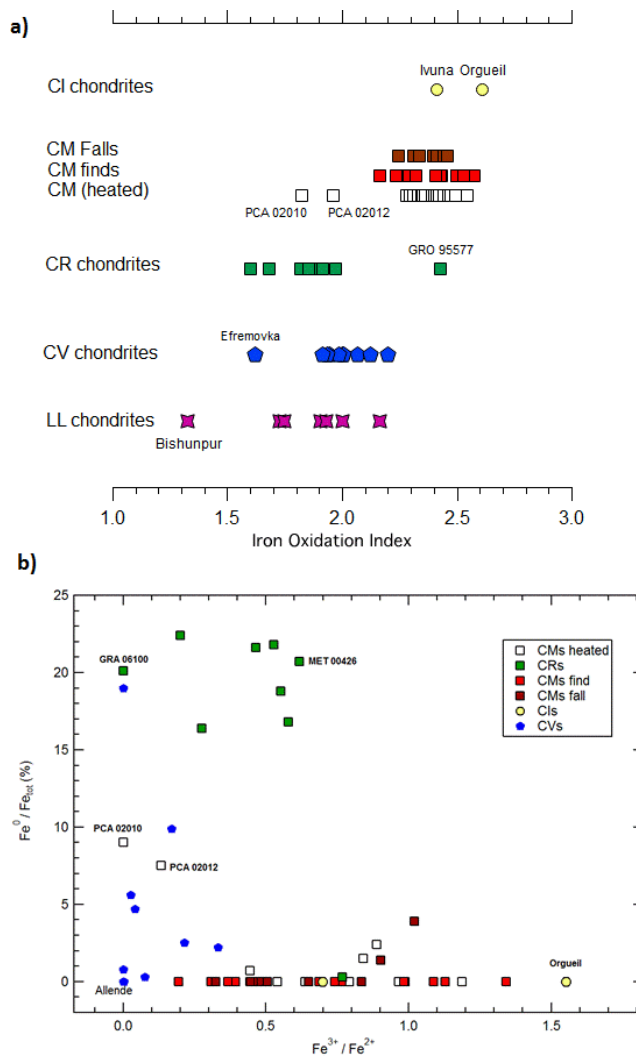 a)
Ivuna Orgueil
CI chondrites
CM Falls
CM finds
CM (heated)
PCA 02010 PCA 02012
GRO 95577
CR chondrites
Efremovka
CV chondrites
LL chondrites
Bishunpur
1.0 1.5 2.0 2.5 3.0
Iron Oxidation Index
b)
25
20
15
10
5
0
Fe⁰ / Fetot (%)
GRA 06100
MET 00426
CMs heated
CRs
CMs find
CMs fall
CIs
CVs
PCA 02010
PCA 02012
Orgueil
Allende
0.0 0.5 1.0 1.5
Fe³⁺ / Fe²⁺